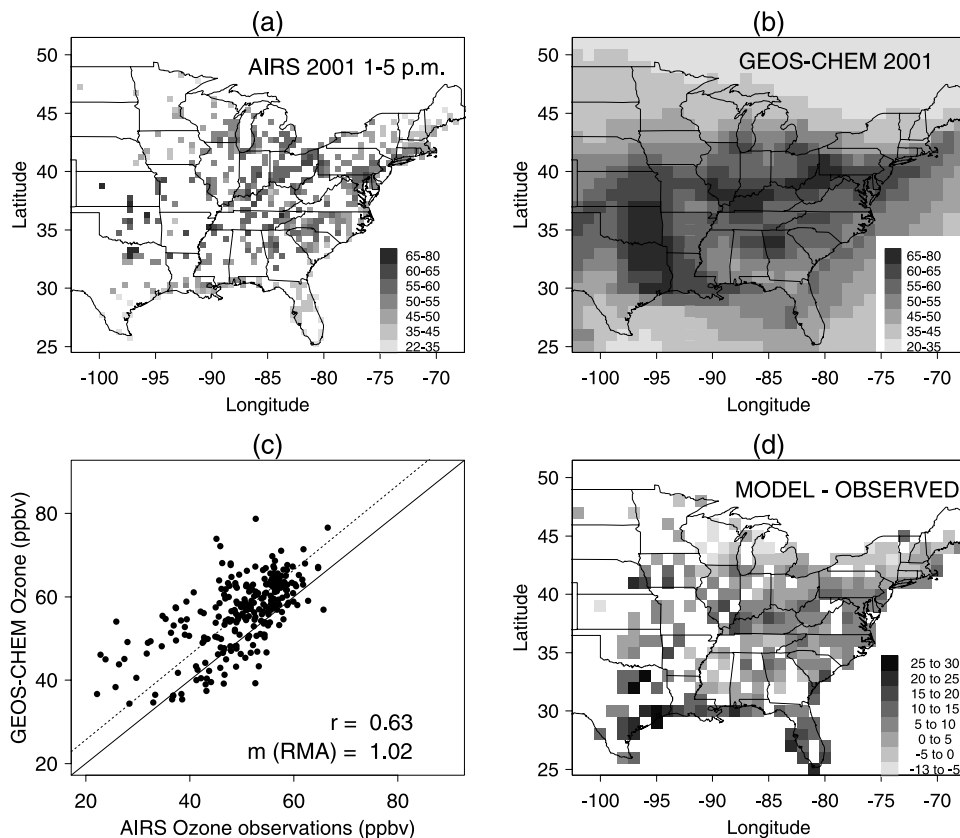 (a)
AIRS 2001 1-5 p.m.
50
45
40
35
30
25
Latitude
65-80
60-65
55-60
50-55
45-50
35-45
22-35
-100 -95 -90 -85 -80 -75 -70
Longitude
(b)
GEOS-CHEM 2001
50
45
40
35
30
25
Latitude
65-80
60-65
55-60
50-55
45-50
35-45
20-35
-100 -95 -90 -85 -80 -75 -70
Longitude
(c)
80
60
40
20
GEOS-CHEM Ozone (ppbv)
r = 0.63
m (RMA) = 1.02
20 40 60 80
AIRS Ozone observations (ppbv)
(d)
MODEL - OBSERVED
50
45
40
35
30
25
Latitude
25 to 30
20 to 25
15 to 20
10 to 15
5 to 10
0 to 5
-5 to 0
-13 to -5
-100 -95 -90 -85 -80 -75 -70
Longitude